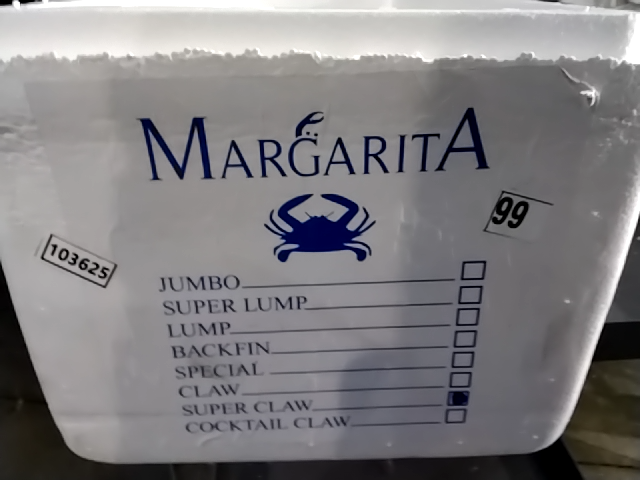 MARGARITA
99
103625
JUMBO
SUPER LUMP
LUMP
BACKFIN
SPECIAL
CLAW
SUPER CLAW
COCKTAIL CLAW